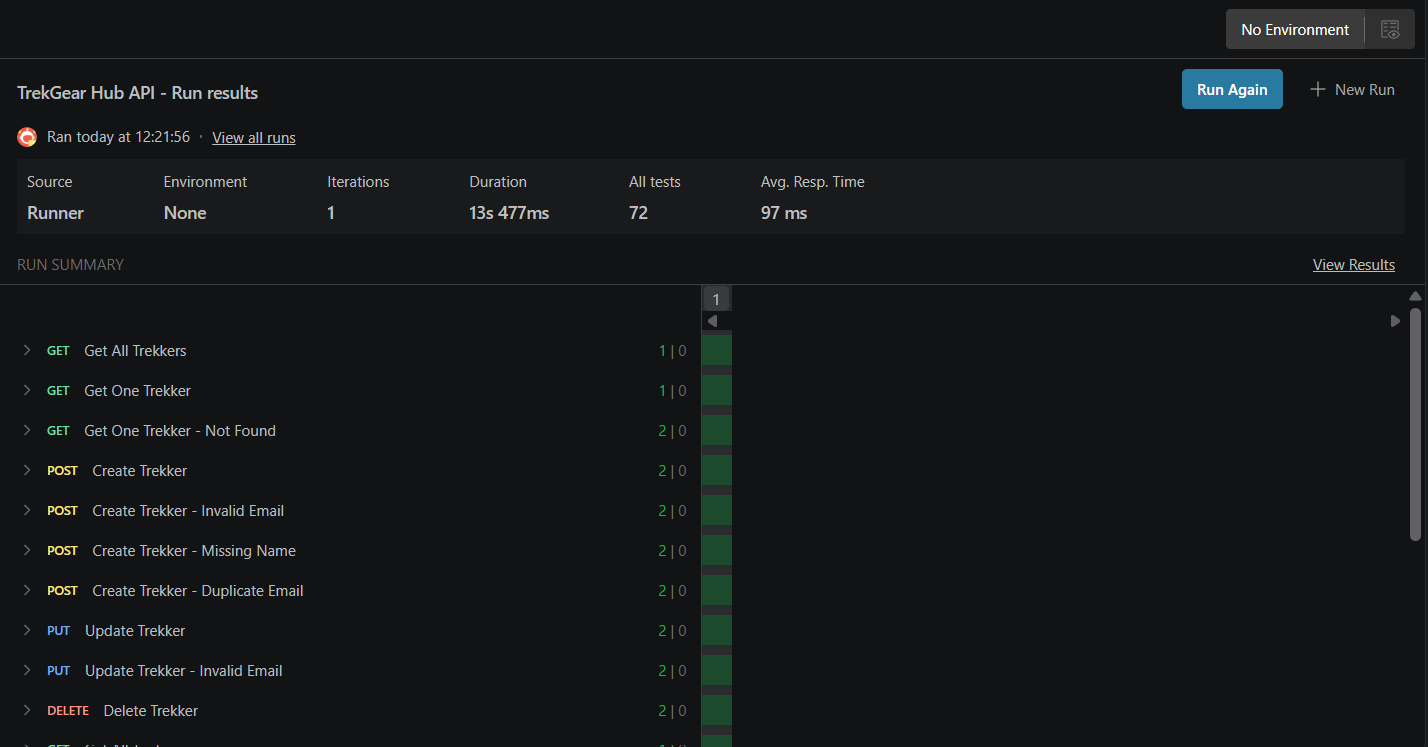 No Environment
TrekGear Hub API - Run results
Run Again
New Run
Ran today at 12:21:56 · View all runs
Source Environment Iterations Duration All tests Avg. Resp. Time
Runner None 1 13s 477ms 72 97 ms
RUN SUMMARY View Results
1
GET Get All Trekkers 1 | 0
GET Get One Trekker 1 | 0
GET Get One Trekker - Not Found 2 | 0
POST Create Trekker 2 | 0
POST Create Trekker - Invalid Email 2 | 0
POST Create Trekker - Missing Name 2 | 0
POST Create Trekker - Duplicate Email 2 | 0
PUT Update Trekker 2 | 0
PUT Update Trekker - Invalid Email 2 | 0
DELETE Delete Trekker 2 | 0